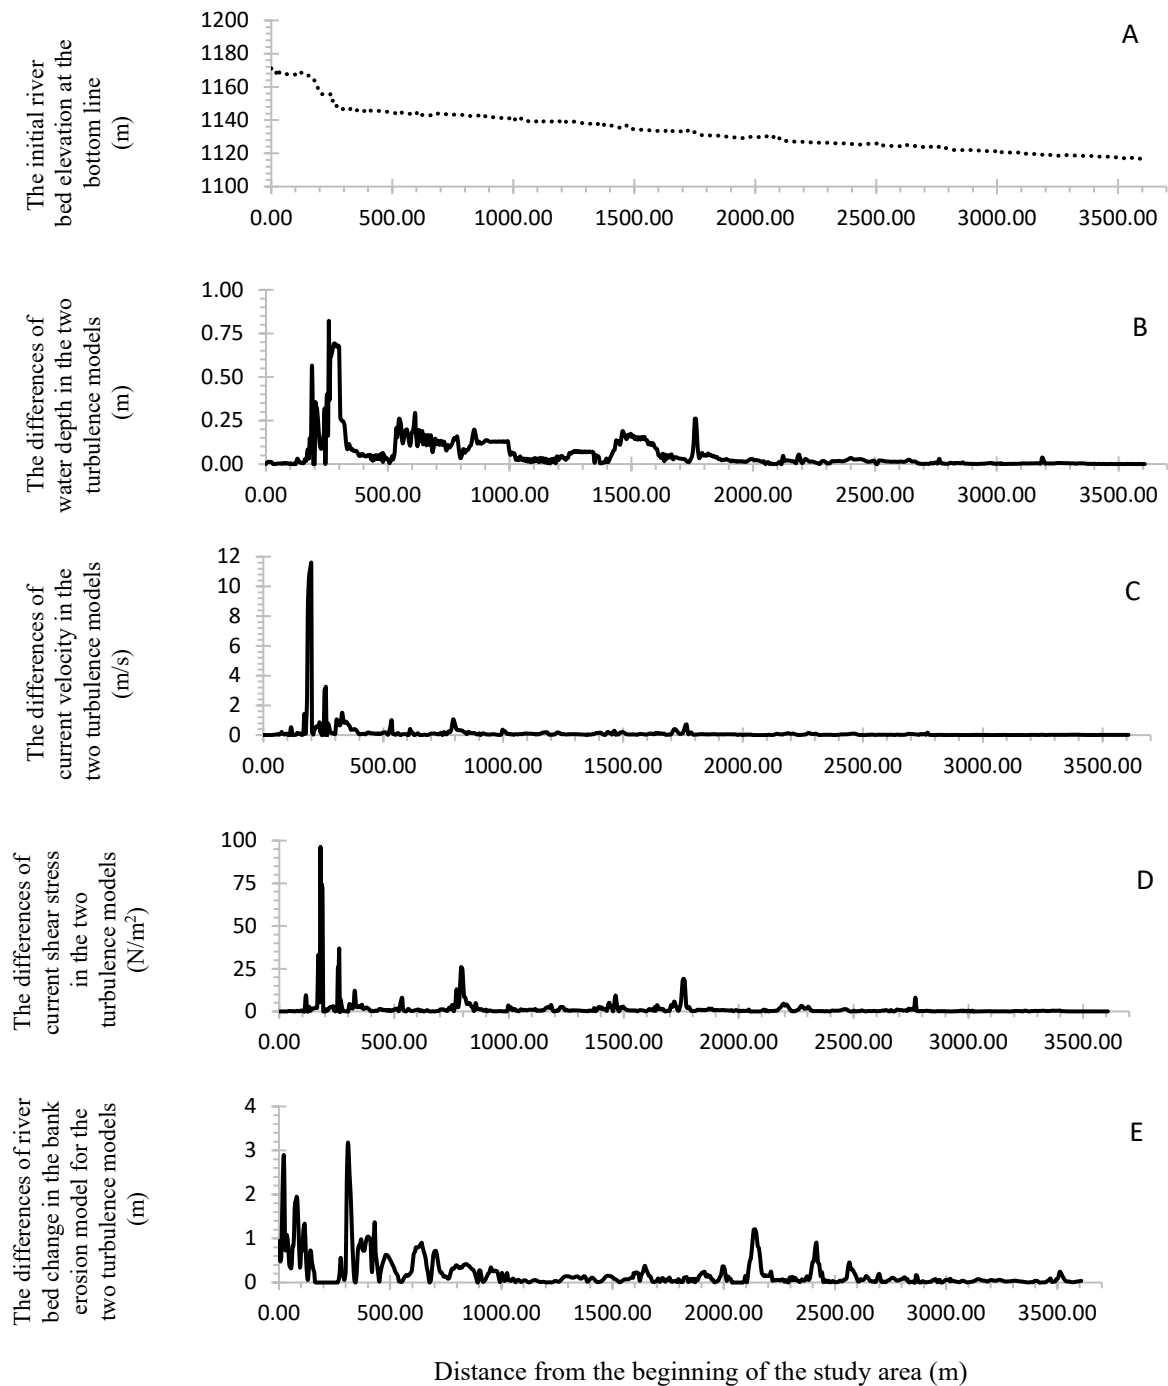 The initial river
bed elevation at the
bottom line
(m)
1200
1180
1160
1140
1120
1100
A
0.00 500.00 1000.00 1500.00 2000.00 2500.00 3000.00 3500.00
The differences of
water depth in the two
turbulence models
(m)
1.00
0.75
0.50
0.25
0.00
B
0.00 500.00 1000.00 1500.00 2000.00 2500.00 3000.00 3500.00
The differences of
current velocity in the
two turbulence models
(m/s)
12
10
8
6
4
2
0
C
0.00 500.00 1000.00 1500.00 2000.00 2500.00 3000.00 3500.00
The differences of
current shear stress
in the two
turbulence models
(N/m²)
100
75
50
25
0
D
0.00 500.00 1000.00 1500.00 2000.00 2500.00 3000.00 3500.00
The differences of river
bed change in the bank
erosion model for the
two turbulence models
(m)
4
3
2
1
0
E
0.00 500.00 1000.00 1500.00 2000.00 2500.00 3000.00 3500.00
Distance from the beginning of the study area (m)